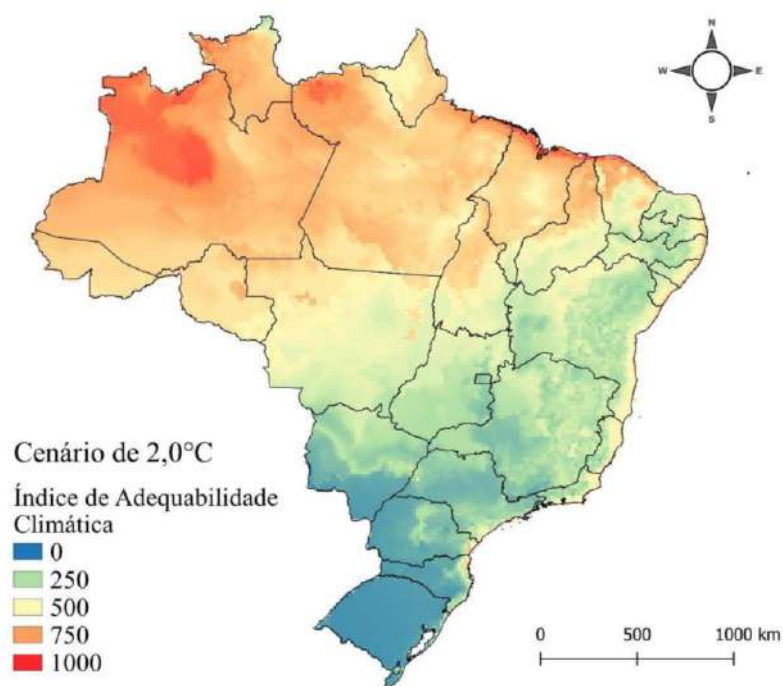 N
W E
S
Cenário de 2,0°C
Índice de Adequabilidade
Climática
0
250
500
750
1000
0 500 1000 km